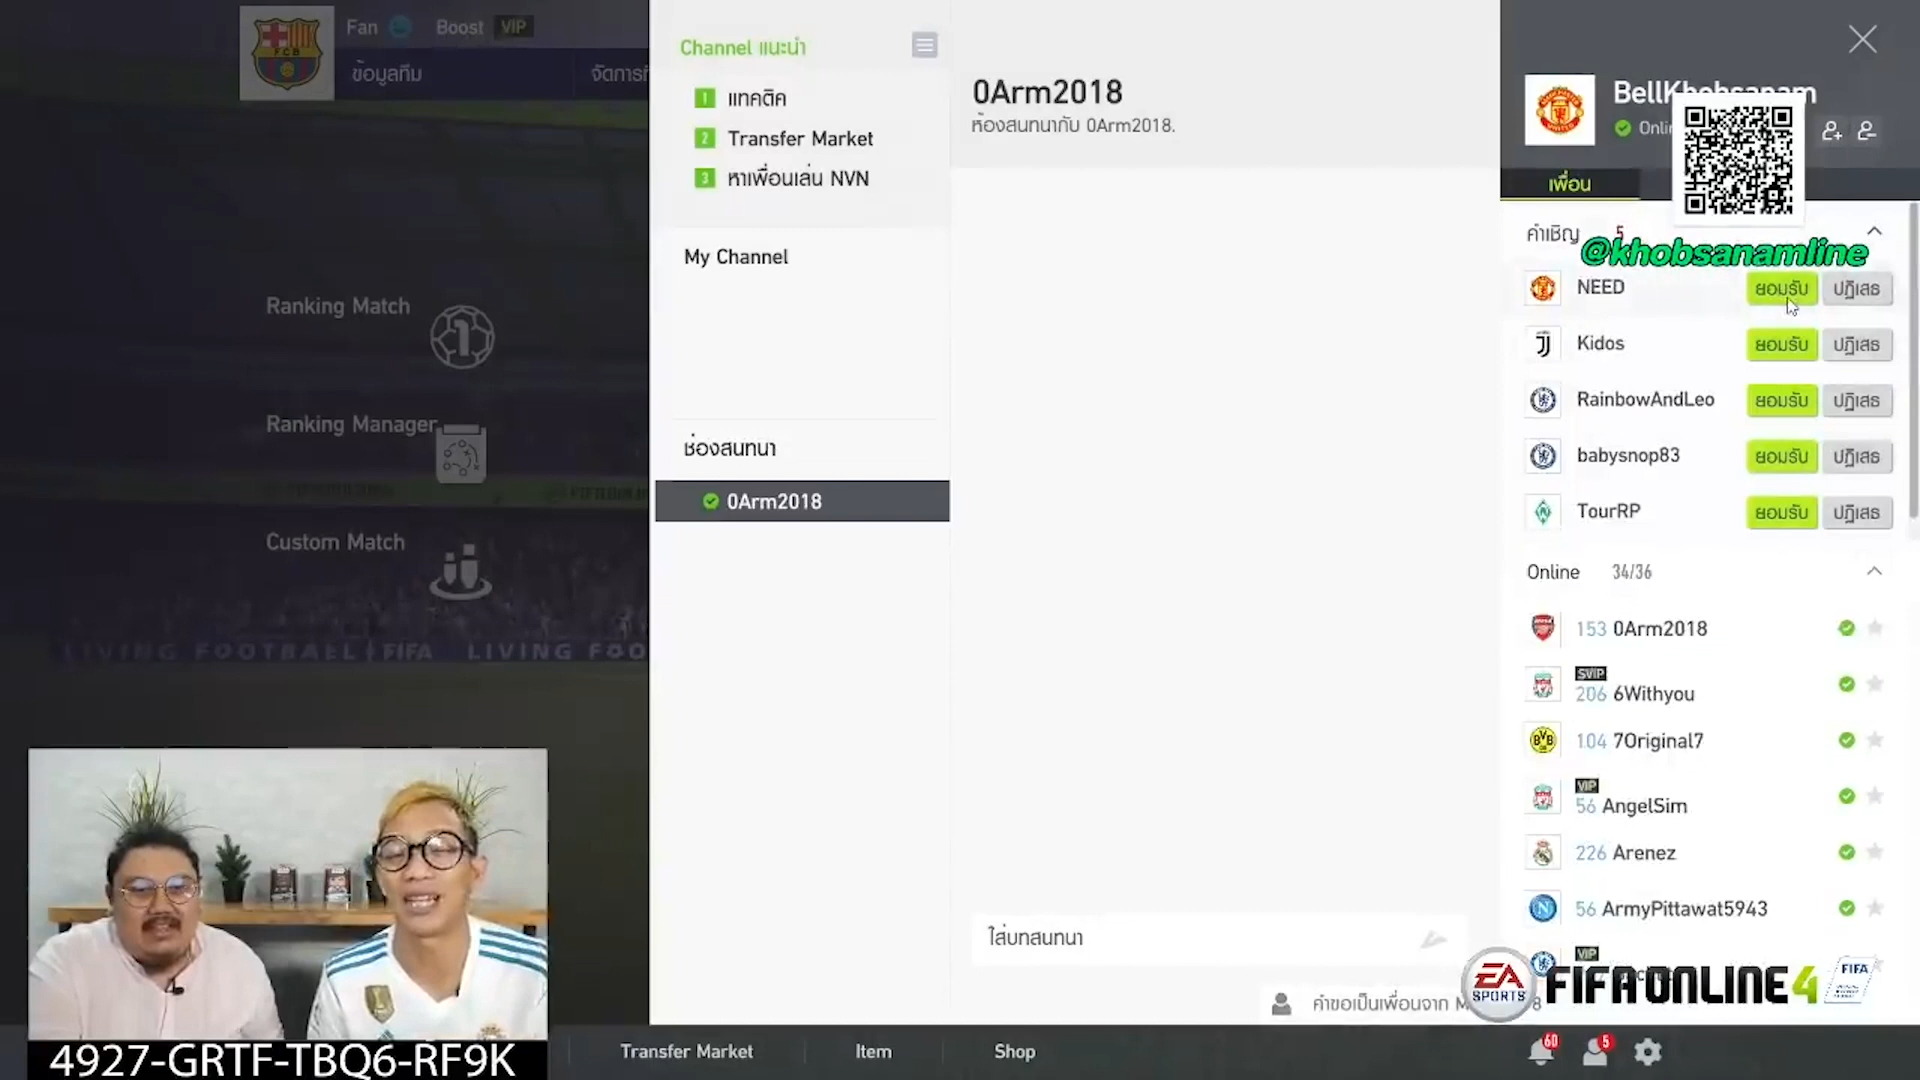 Fan
Boost VIP
ข้อมูลทีม
Ranking Match
1
Ranking Manager
Custom Match
LIVING FOOTBALL | FIFA LIVING FOO
Channel แนะนำ
1 แทคติค
2 Transfer Market
3 หาเพื่อนเล่น NVN
My Channel
ช่องสนทนา
0Arm2018
0Arm2018
ห้องสนทนากับ 0Arm2018.
ใส่บทสนทนา
คำขอเป็นเพื่อนจาก
BellKhobsanam
เพื่อน
คำเชิญ 5
@khobsanamline
NEED ยอมรับ ปฏิเสธ
Kidos ยอมรับ ปฏิเสธ
RainbowAndLeo ยอมรับ ปฏิเสธ
babysnop83 ยอมรับ ปฏิเสธ
TourRP ยอมรับ ปฏิเสธ
Online 34/36
153 0Arm2018
SVIP
206 6Withyou
104 7Original7
VIP
56 AngelSim
226 Arenez
56 ArmyPittawat5943
VIP
EA SPORTS FIFA ONLINE 4 FIFA
4927-GRTF-TBQ6-RF9K
Transfer Market
Item
Shop
60
5